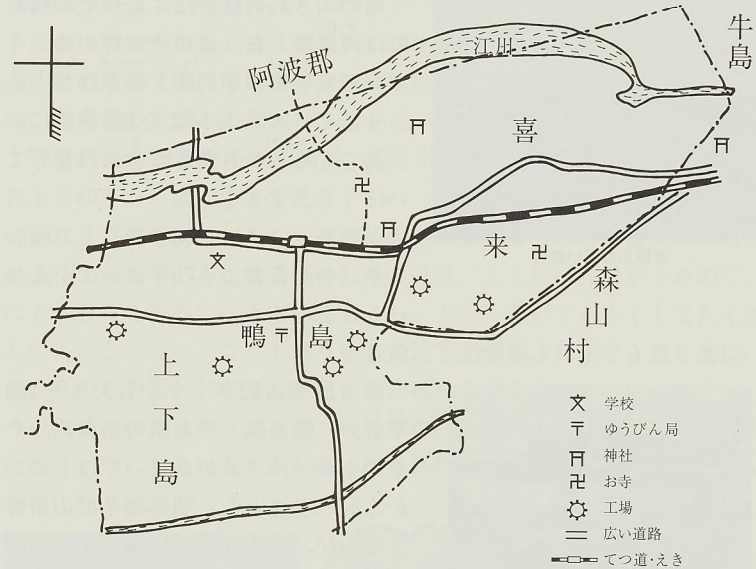 牛島
江川
阿波郡
喜来
森山村
鴨島
上下島
文 学校
〒 ゆうびん局
神社
卍 お寺
工場
広い道路
てつ道・えき